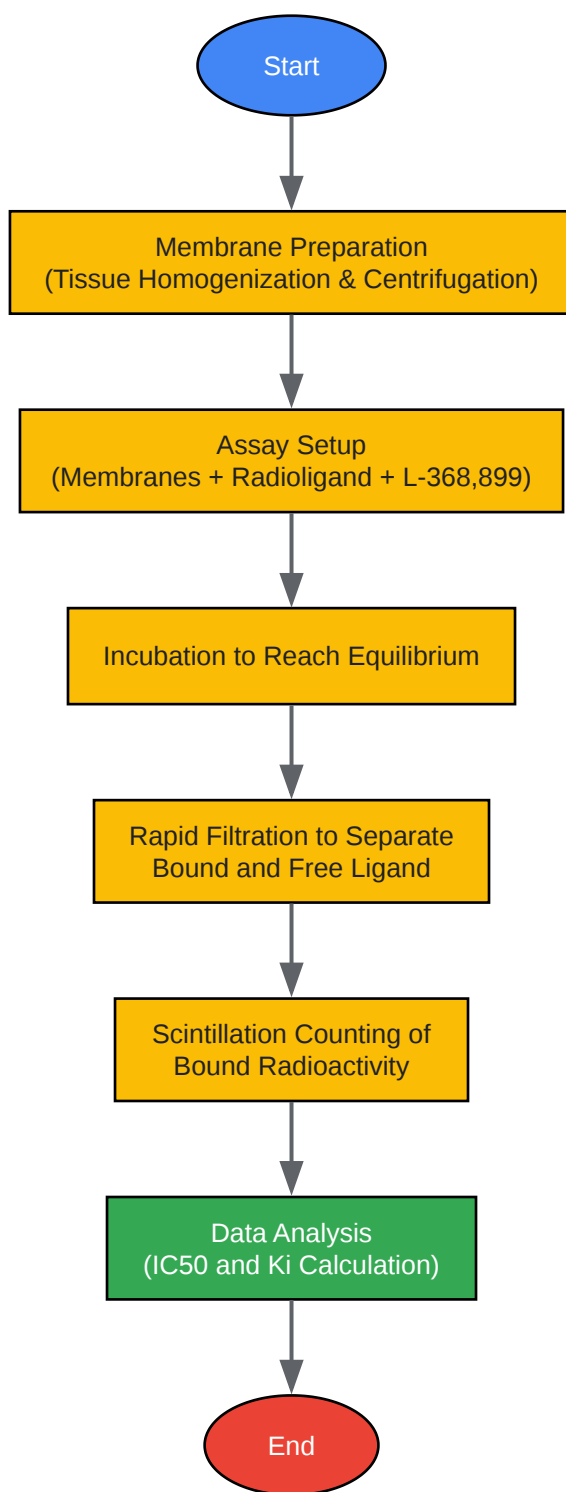 Start
Membrane Preparation
(Tissue Homogenization & Centrifugation)
Assay Setup
(Membranes + Radioligand + L-368,899)
Incubation to Reach Equilibrium
Rapid Filtration to Separate
Bound and Free Ligand
Scintillation Counting of
Bound Radioactivity
Data Analysis
(IC50 and Ki Calculation)
End